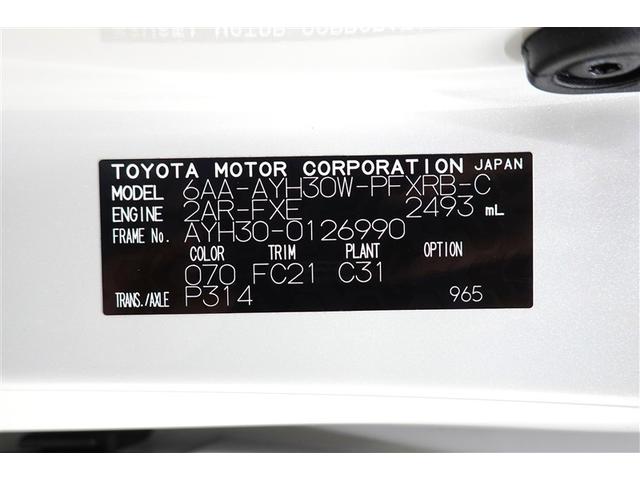 TOYOTA MOTOR CORPORATION JAPAN
MODEL 6AA-AYH30W-PFXRB-C
ENGINE 2AR-FXE 2493 mL
FRAME No. AYH30-0126990
COLOR TRIM PLANT OPTION
070 FC21 C31
TRANS./AXLE P314 965